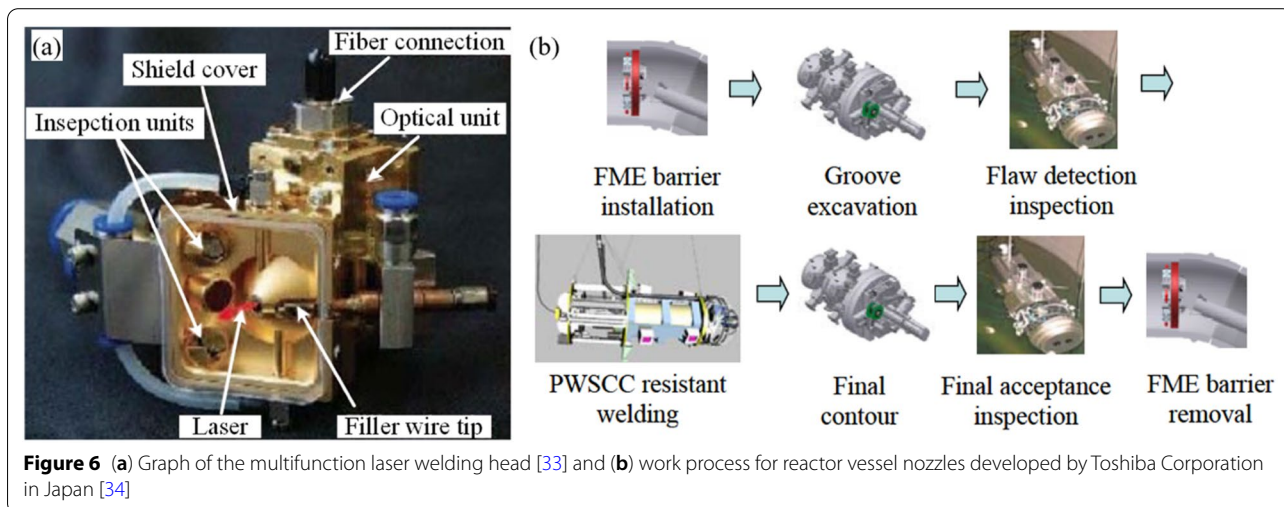 (a)
Fiber connection
Shield cover
Insepction units
Optical unit
Laser
Filler wire tip
(b)
FME barrier
installation
Groove
excavation
Flaw detection
inspection
PWSCC resistant
welding
Final
contour
Final acceptance
inspection
FME barrier
removal
Figure 6 (a) Graph of the multifunction laser welding head [33] and (b) work process for reactor vessel nozzles developed by Toshiba Corporation
in Japan [34]